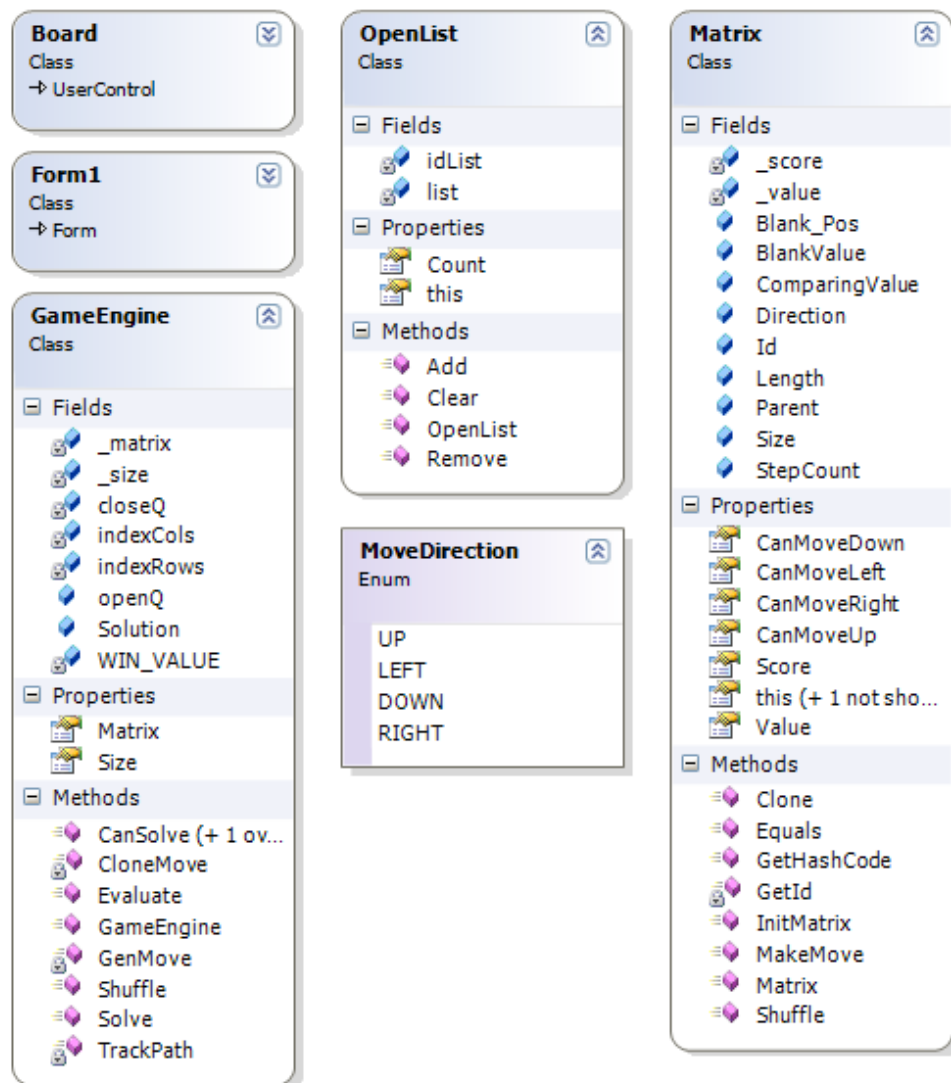 Board
Class
UserControl
Form1
Class
Form
GameEngine
Class
Fields
_matrix
_size
closeQ
indexCols
indexRows
openQ
Solution
WIN_VALUE
Properties
Matrix
Size
Methods
CanSolve (+ 1 ov...
CloneMove
Evaluate
GameEngine
GenMove
Shuffle
Solve
TrackPath
OpenList
Class
Fields
idList
list
Properties
Count
this
Methods
Add
Clear
OpenList
Remove
MoveDirection
Enum
UP
LEFT
DOWN
RIGHT
Matrix
Class
Fields
_score
_value
Blank_Pos
BlankValue
ComparingValue
Direction
Id
Length
Parent
Size
StepCount
Properties
CanMoveDown
CanMoveLeft
CanMoveRight
CanMoveUp
Score
this (+ 1 not sho...
Value
Methods
Clone
Equals
GetHashCode
GetId
InitMatrix
MakeMove
Matrix
Shuffle